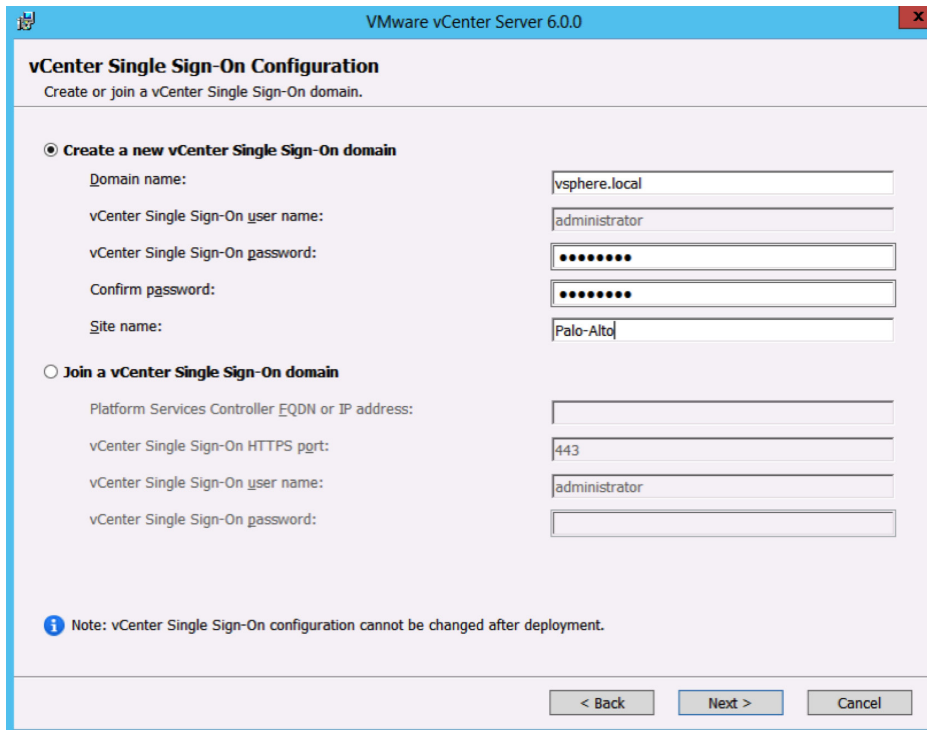 VMware vCenter Server 6.0.0
x
vCenter Single Sign-On Configuration
Create or join a vCenter Single Sign-On domain.
Create a new vCenter Single Sign-On domain
Domain name: vsphere.local
vCenter Single Sign-On user name: administrator
vCenter Single Sign-On password: ●●●●●●●●
Confirm password: ●●●●●●●●
Site name: Palo-Alto
Join a vCenter Single Sign-On domain
Platform Services Controller FQDN or IP address:
vCenter Single Sign-On HTTPS port: 443
vCenter Single Sign-On user name: administrator
vCenter Single Sign-On password:
Note: vCenter Single Sign-On configuration cannot be changed after deployment.
< Back Next > Cancel